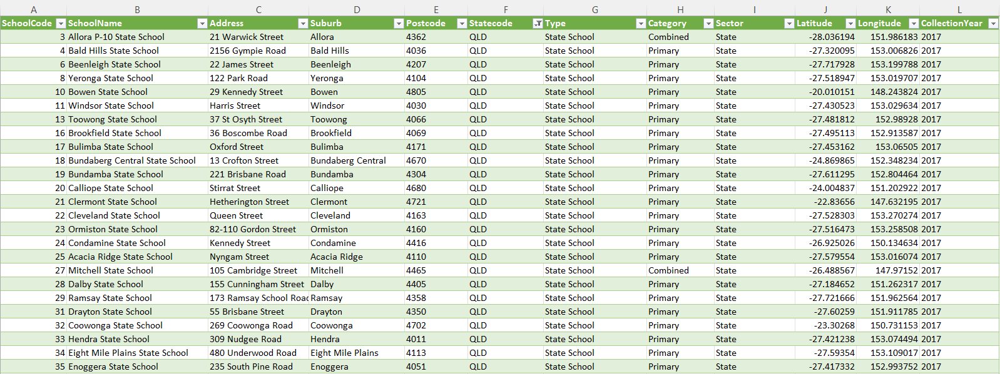 A B C D E F G H I J K L
SchoolCode SchoolName Address Suburb Postcode Statecode Type Category Sector Latitude Longitude CollectionYear
3 Allora P-10 State School 21 Warwick Street Allora 4362 QLD State School Combined State -28.036194 151.986183 2017
4 Bald Hills State School 2156 Gympie Road Bald Hills 4036 QLD State School Primary State -27.320095 153.006826 2017
6 Beenleigh State School 22 James Street Beenleigh 4207 QLD State School Primary State -27.717928 153.199788 2017
8 Yeronga State School 122 Park Road Yeronga 4104 QLD State School Primary State -27.518947 153.019707 2017
10 Bowen State School 29 Kennedy Street Bowen 4805 QLD State School Primary State -20.010151 148.243824 2017
11 Windsor State School Harris Street Windsor 4030 QLD State School Primary State -27.430523 153.029634 2017
13 Toowong State School 37 St Osyth Street Toowong 4066 QLD State School Primary State -27.481812 152.98928 2017
16 Brookfield State School 36 Boscombe Road Brookfield 4069 QLD State School Primary State -27.495113 152.913587 2017
17 Bulimba State School Oxford Street Bulimba 4171 QLD State School Primary State -27.453162 153.06505 2017
18 Bundaberg Central State School 13 Crofton Street Bundaberg Central 4670 QLD State School Primary State -24.869865 152.348234 2017
19 Bundamba State School 221 Brisbane Road Bundamba 4304 QLD State School Primary State -27.611295 152.804464 2017
20 Calliope State School Stirrat Street Calliope 4680 QLD State School Primary State -24.004837 151.202922 2017
21 Clermont State School Hetherington Street Clermont 4721 QLD State School Primary State -22.83656 147.632195 2017
22 Cleveland State School Queen Street Cleveland 4163 QLD State School Primary State -27.528303 153.270274 2017
23 Ormiston State School 82-110 Gordon Street Ormiston 4160 QLD State School Primary State -27.516473 153.258508 2017
24 Condamine State School Kennedy Street Condamine 4416 QLD State School Primary State -26.925026 150.134634 2017
25 Acacia Ridge State School Nyngam Street Acacia Ridge 4110 QLD State School Primary State -27.579554 153.016074 2017
27 Mitchell State School 105 Cambridge Street Mitchell 4465 QLD State School Combined State -26.488567 147.97152 2017
28 Dalby State School 155 Cunningham Street Dalby 4405 QLD State School Primary State -27.184652 151.262317 2017
29 Ramsay State School 173 Ramsay School Roa Ramsay 4358 QLD State School Primary State -27.721666 151.962564 2017
31 Drayton State School 55 Brisbane Street Drayton 4350 QLD State School Primary State -27.60259 151.911785 2017
32 Coowonga State School 269 Coowonga Road Coowonga 4702 QLD State School Primary State -23.30268 150.731153 2017
33 Hendra State School 309 Nudgee Road Hendra 4011 QLD State School Primary State -27.421238 153.074494 2017
34 Eight Mile Plains State School 480 Underwood Road Eight Mile Plains 4113 QLD State School Primary State -27.59354 153.109017 2017
35 Enoggera State School 235 South Pine Road Enoggera 4051 QLD State School Primary State -27.417332 152.993752 2017